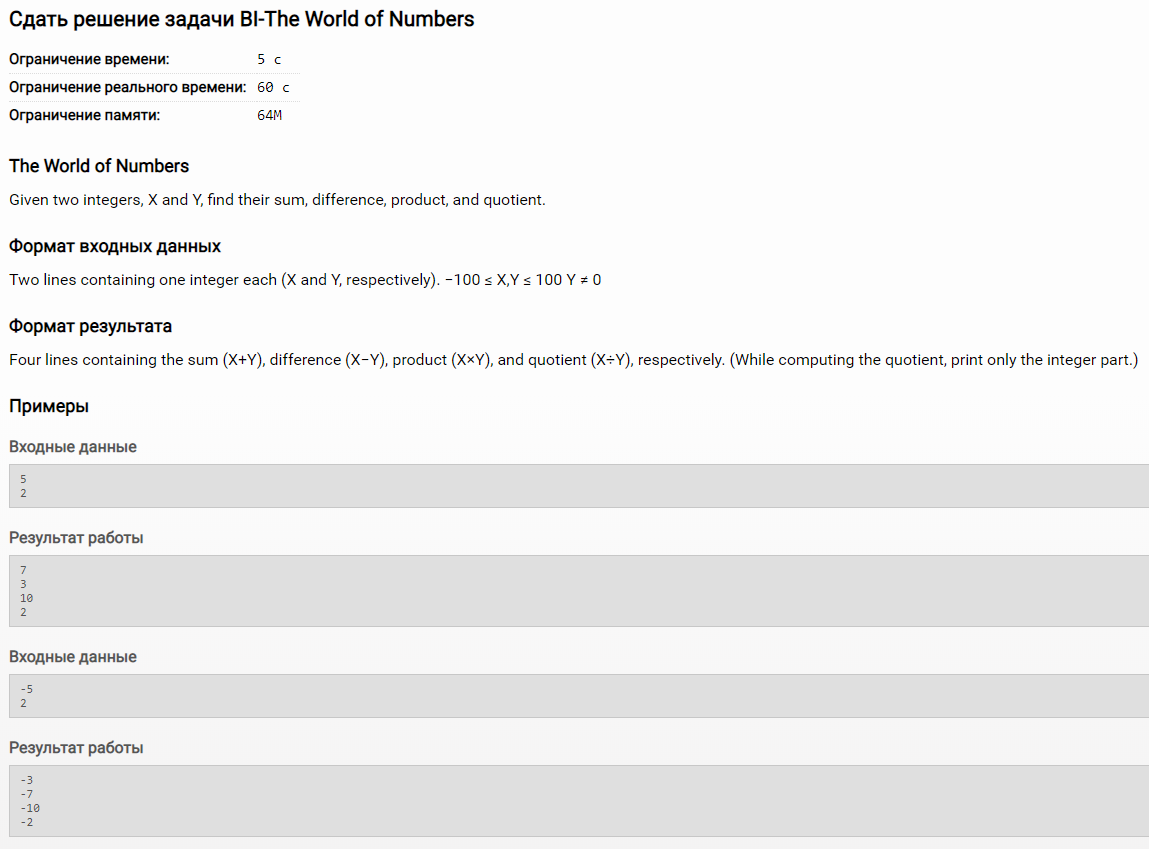 Сдать решение задачи BI-The World of Numbers
Ограничение времени: 5 с
Ограничение реального времени: 60 с
Ограничение памяти: 64M
The World of Numbers
Given two integers, X and Y, find their sum, difference, product, and quotient.
Формат входных данных
Two lines containing one integer each (X and Y, respectively). −100 ≤ X,Y ≤ 100 Y ≠ 0
Формат результата
Four lines containing the sum (X+Y), difference (X−Y), product (X×Y), and quotient (X÷Y), respectively. (While computing the quotient, print only the integer part.)
Примеры
Входные данные
5
2
Результат работы
7
3
10
2
Входные данные
-5
2
Результат работы
-3
-7
-10
-2